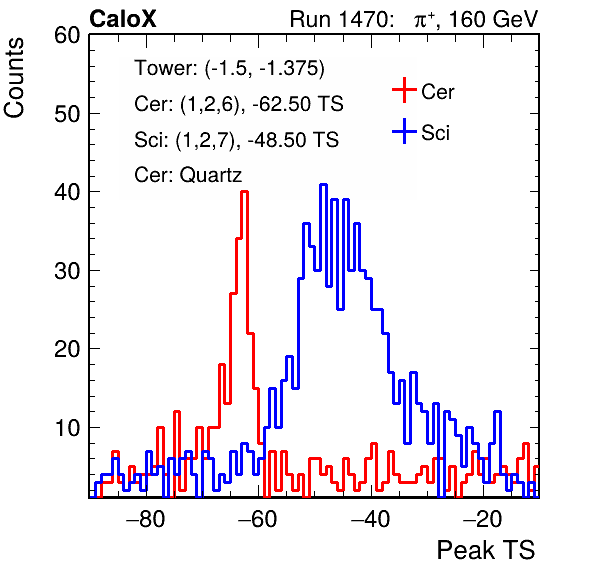 CaloX Run 1470: π⁺, 160 GeV
Counts
60
50
40
30
20
10
Tower: (-1.5, -1.375)
Cer: (1,2,6), -62.50 TS
Sci: (1,2,7), -48.50 TS
Cer: Quartz
Cer
Sci
−80 −60 −40 −20
Peak TS